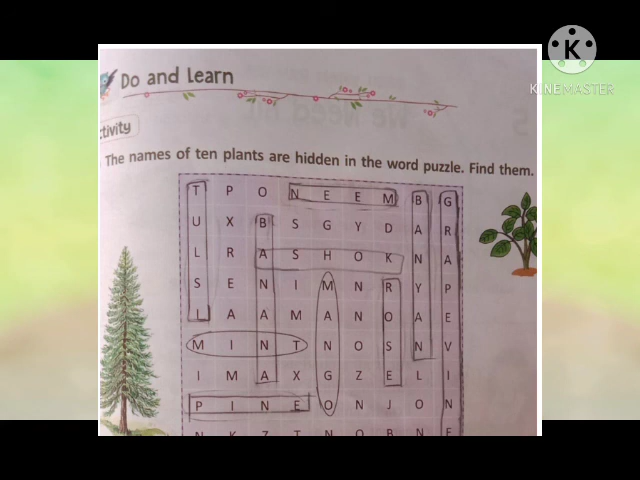 K
KINEMASTER
Do and Learn
ctivity
The names of ten plants are hidden in the word puzzle. Find them.
T P O N E E M B G
U X B S G Y D A R
L R A S H O K N A
S E N I M N R Y P
L A A M A N O A E
M I N T N O S N V
I M A X G Z E L I
P I N E O N J O N
N K Z T N O B N E